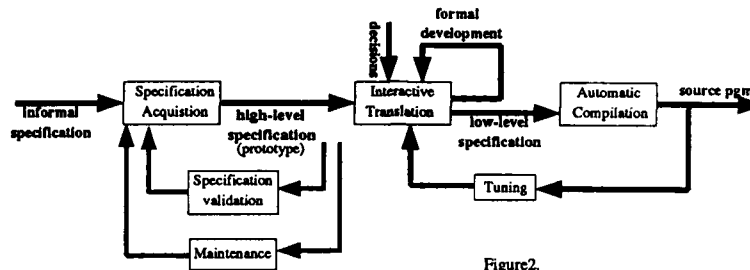 formal
development
decisions
informal
specification
Specification
Acquistion
high-level
specification
(prototype)
Interactive
Translation
low-level
specification
Automatic
Compilation
source pgm
Specification
validation
Tuning
Maintenance
Figure2.